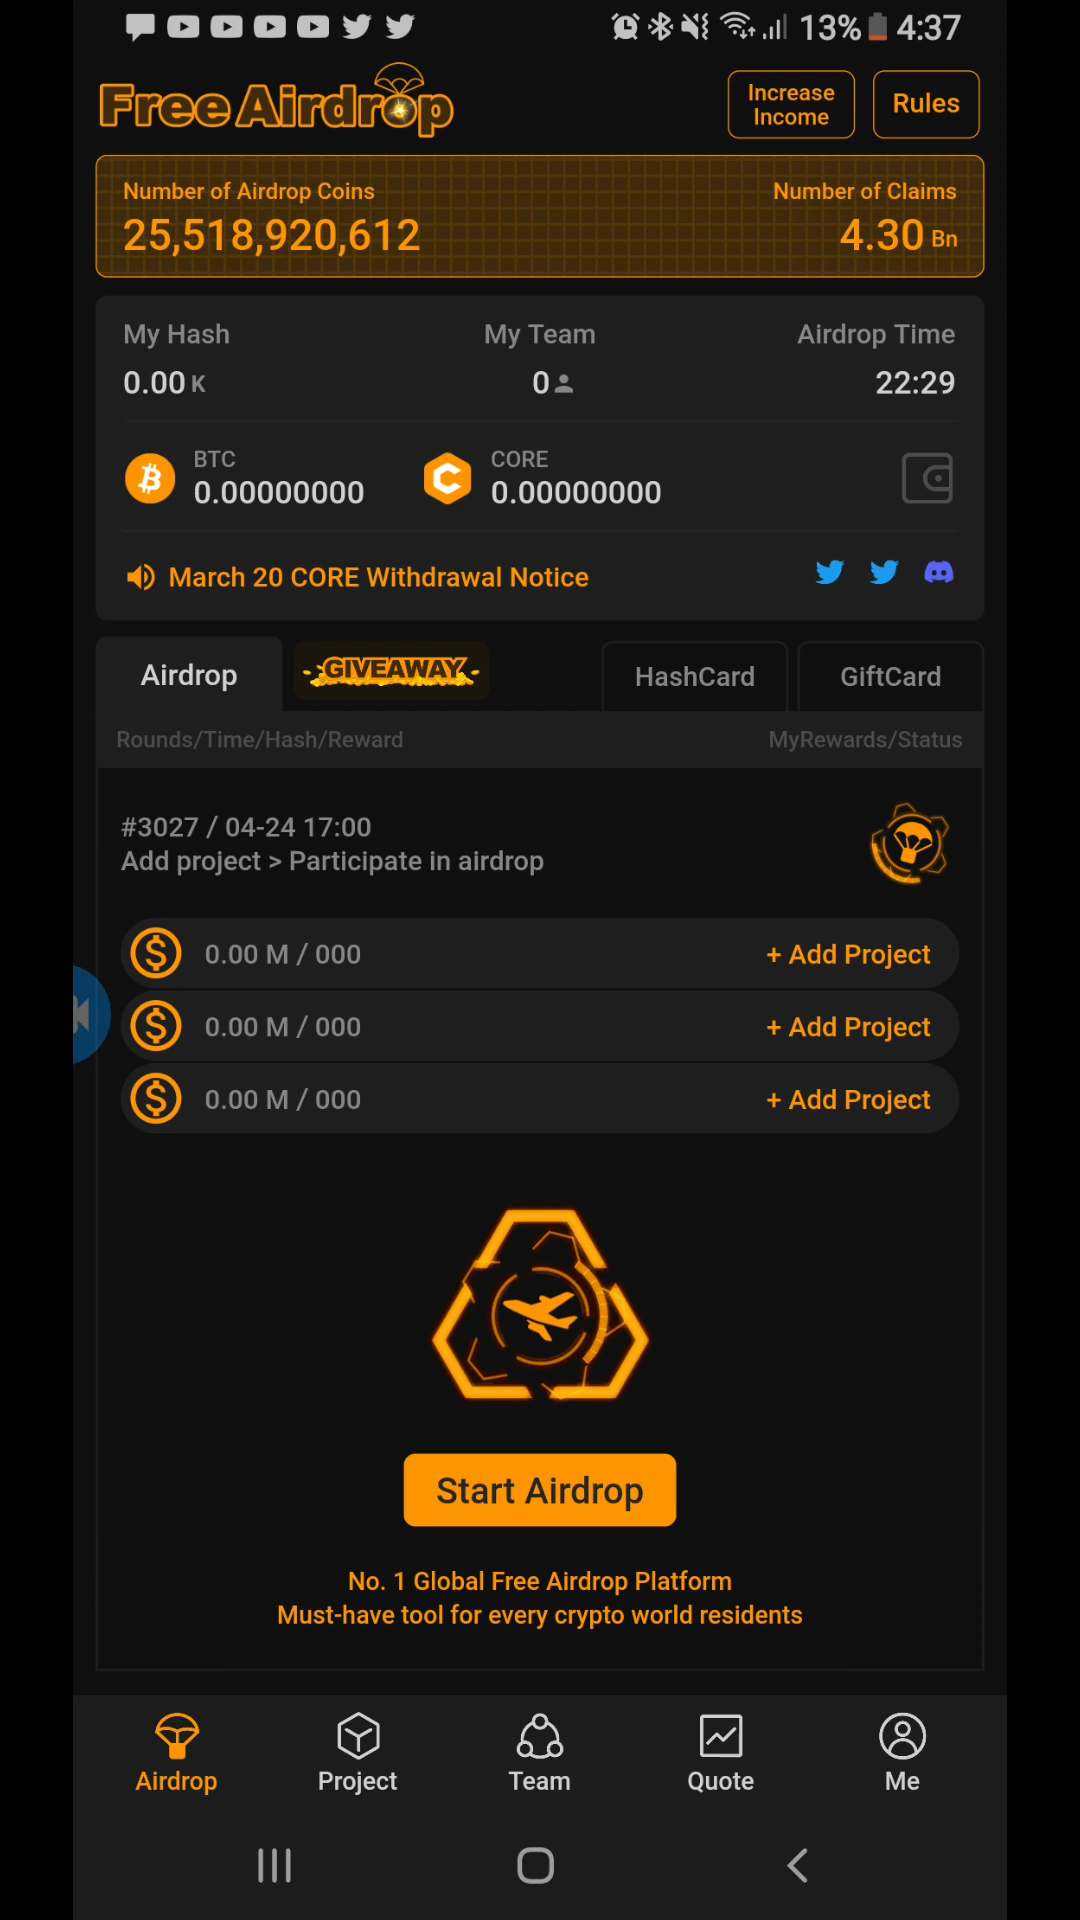 13% 4:37
Free Airdrop
Increase
Income
Rules
Number of Airdrop Coins
Number of Claims
25,518,920,612
4.30 Bn
My Hash
My Team
Airdrop Time
0.00 K
0
22:29
BTC
0.00000000
CORE
0.00000000
March 20 CORE Withdrawal Notice
Airdrop
GIVEAWAY
HashCard
GiftCard
Rounds/Time/Hash/Reward
MyRewards/Status
#3027 / 04-24 17:00
Add project > Participate in airdrop
0.00 M / 000
+ Add Project
0.00 M / 000
+ Add Project
0.00 M / 000
+ Add Project
Start Airdrop
No. 1 Global Free Airdrop Platform
Must-have tool for every crypto world residents
Airdrop
Project
Team
Quote
Me